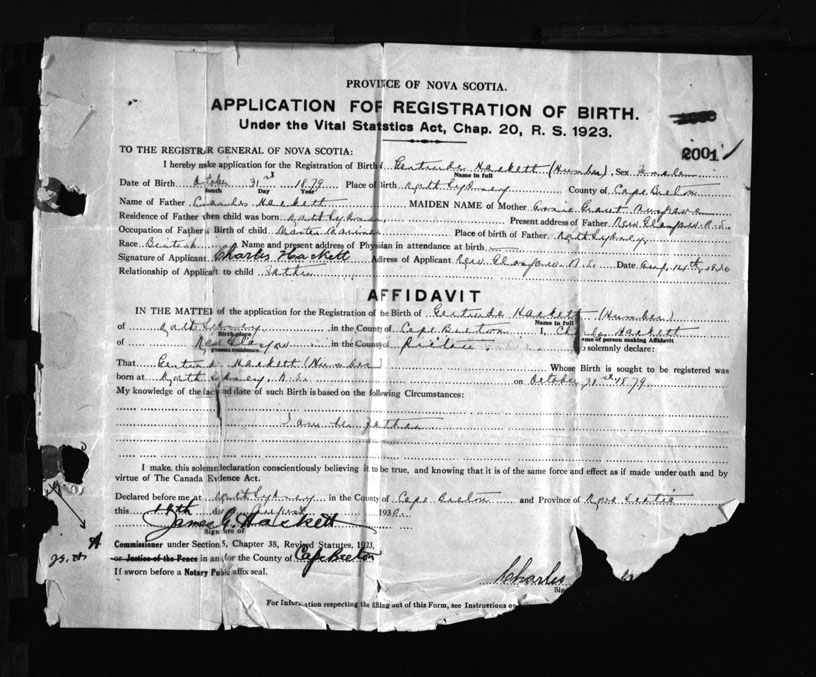 PROVINCE OF NOVA SCOTIA.
APPLICATION FOR REGISTRATION OF BIRTH.
Under the Vital Statistics Act, Chap. 20, R. S. 1923.
2001
TO THE REGISTRAR GENERAL OF NOVA SCOTIA:
I hereby make application for the Registration of Birth of Gertrude Hackett (Humber), Sex Female
Name in full
Date of Birth October 31st 1879 Place of Birth North Sydney County of Cape Breton
Month Day Year
Name of Father Charles Hackett MAIDEN NAME of Mother Annie Grant
Residence of Father when child was born North Sydney Present address of Father New Glasgow N.S.
Occupation of Father at Birth of child Master Mariner Place of birth of Father North Sydney
Race British Name and present address of Physician in attendance at birth
Signature of Applicant Charles Hackett Address of Applicant New Glasgow N.S. Date Aug. 14th
Relationship of Applicant to child Father
AFFIDAVIT
IN THE MATTER of the application for the Registration of the Birth of Gertrude Hackett (Humber)
Name in full
of North Sydney in the County of Cape Breton I, Charles Hackett
Birth place Name of person making Affidavit
of New Glasgow in the County of Pictou do solemnly declare:
present residence
That Gertrude Hackett (Humber) Whose Birth is sought to be registered was
born at North Sydney, N.S. on October 31st 1879
My knowledge of the fact and date of such Birth is based on the following Circumstances:
I am her father
I make this solemn declaration conscientiously believing it to be true, and knowing that it is of the same force and effect as if made under oath and by
virtue of The Canada Evidence Act.
Declared before me at North Sydney in the County of Cape Breton and Province of Nova Scotia
this 14th day August 193
James G. Hackett
Signature of
A Commissioner under Section 5, Chapter 38, Revised Statutes, 1923,
or Justice of the Peace in and for the County of Cape Breton
If sworn before a Notary Public affix seal.
Charles
For Information respecting the filling out of this Form, see Instructions on